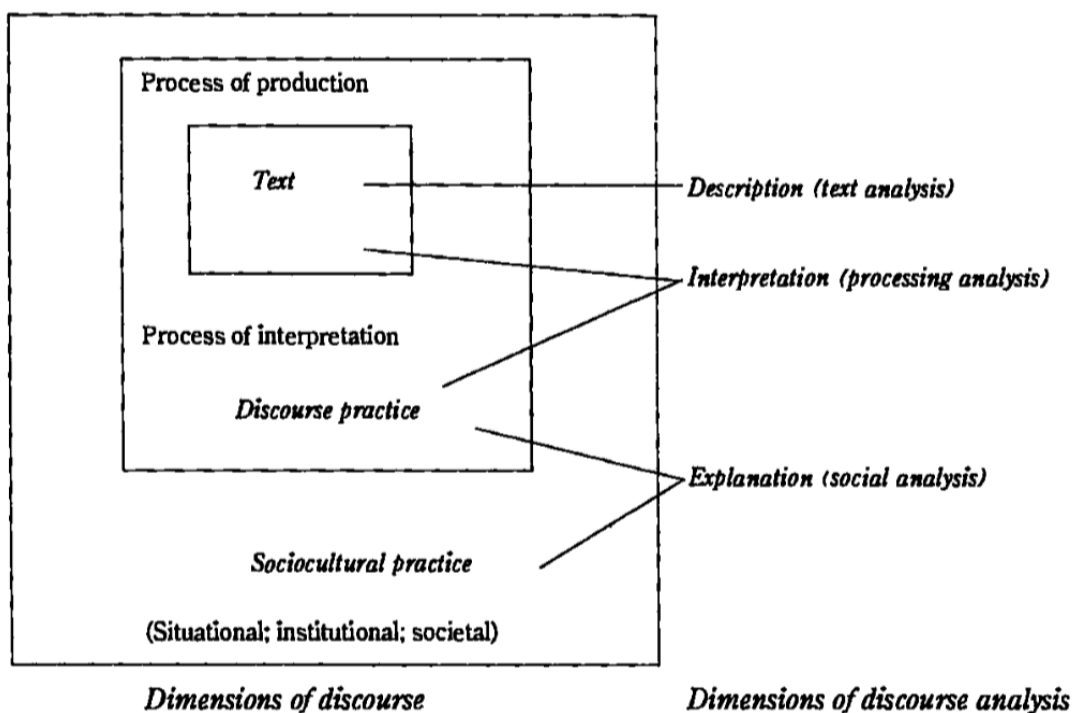 Process of production
Text
Description (text analysis)
Interpretation (processing analysis)
Process of interpretation
Discourse practice
Explanation (social analysis)
Sociocultural practice
(Situational; institutional; societal)
Dimensions of discourse
Dimensions of discourse analysis